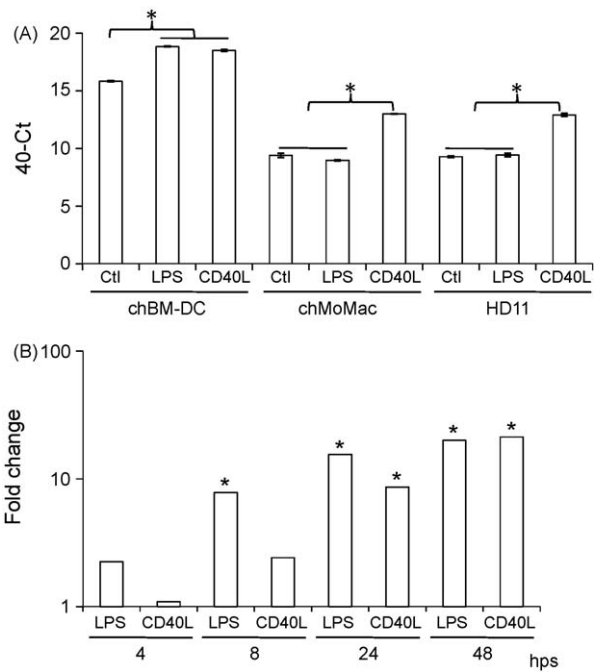 (A)
40-Ct
20
15
10
5
0
*
*
*
Ctl LPS CD40L Ctl LPS CD40L Ctl LPS CD40L
chBM-DC chMoMac HD11
(B)
Fold change
100
10
1
* * * * *
LPS CD40L LPS CD40L LPS CD40L LPS CD40L
4 8 24 48 hps